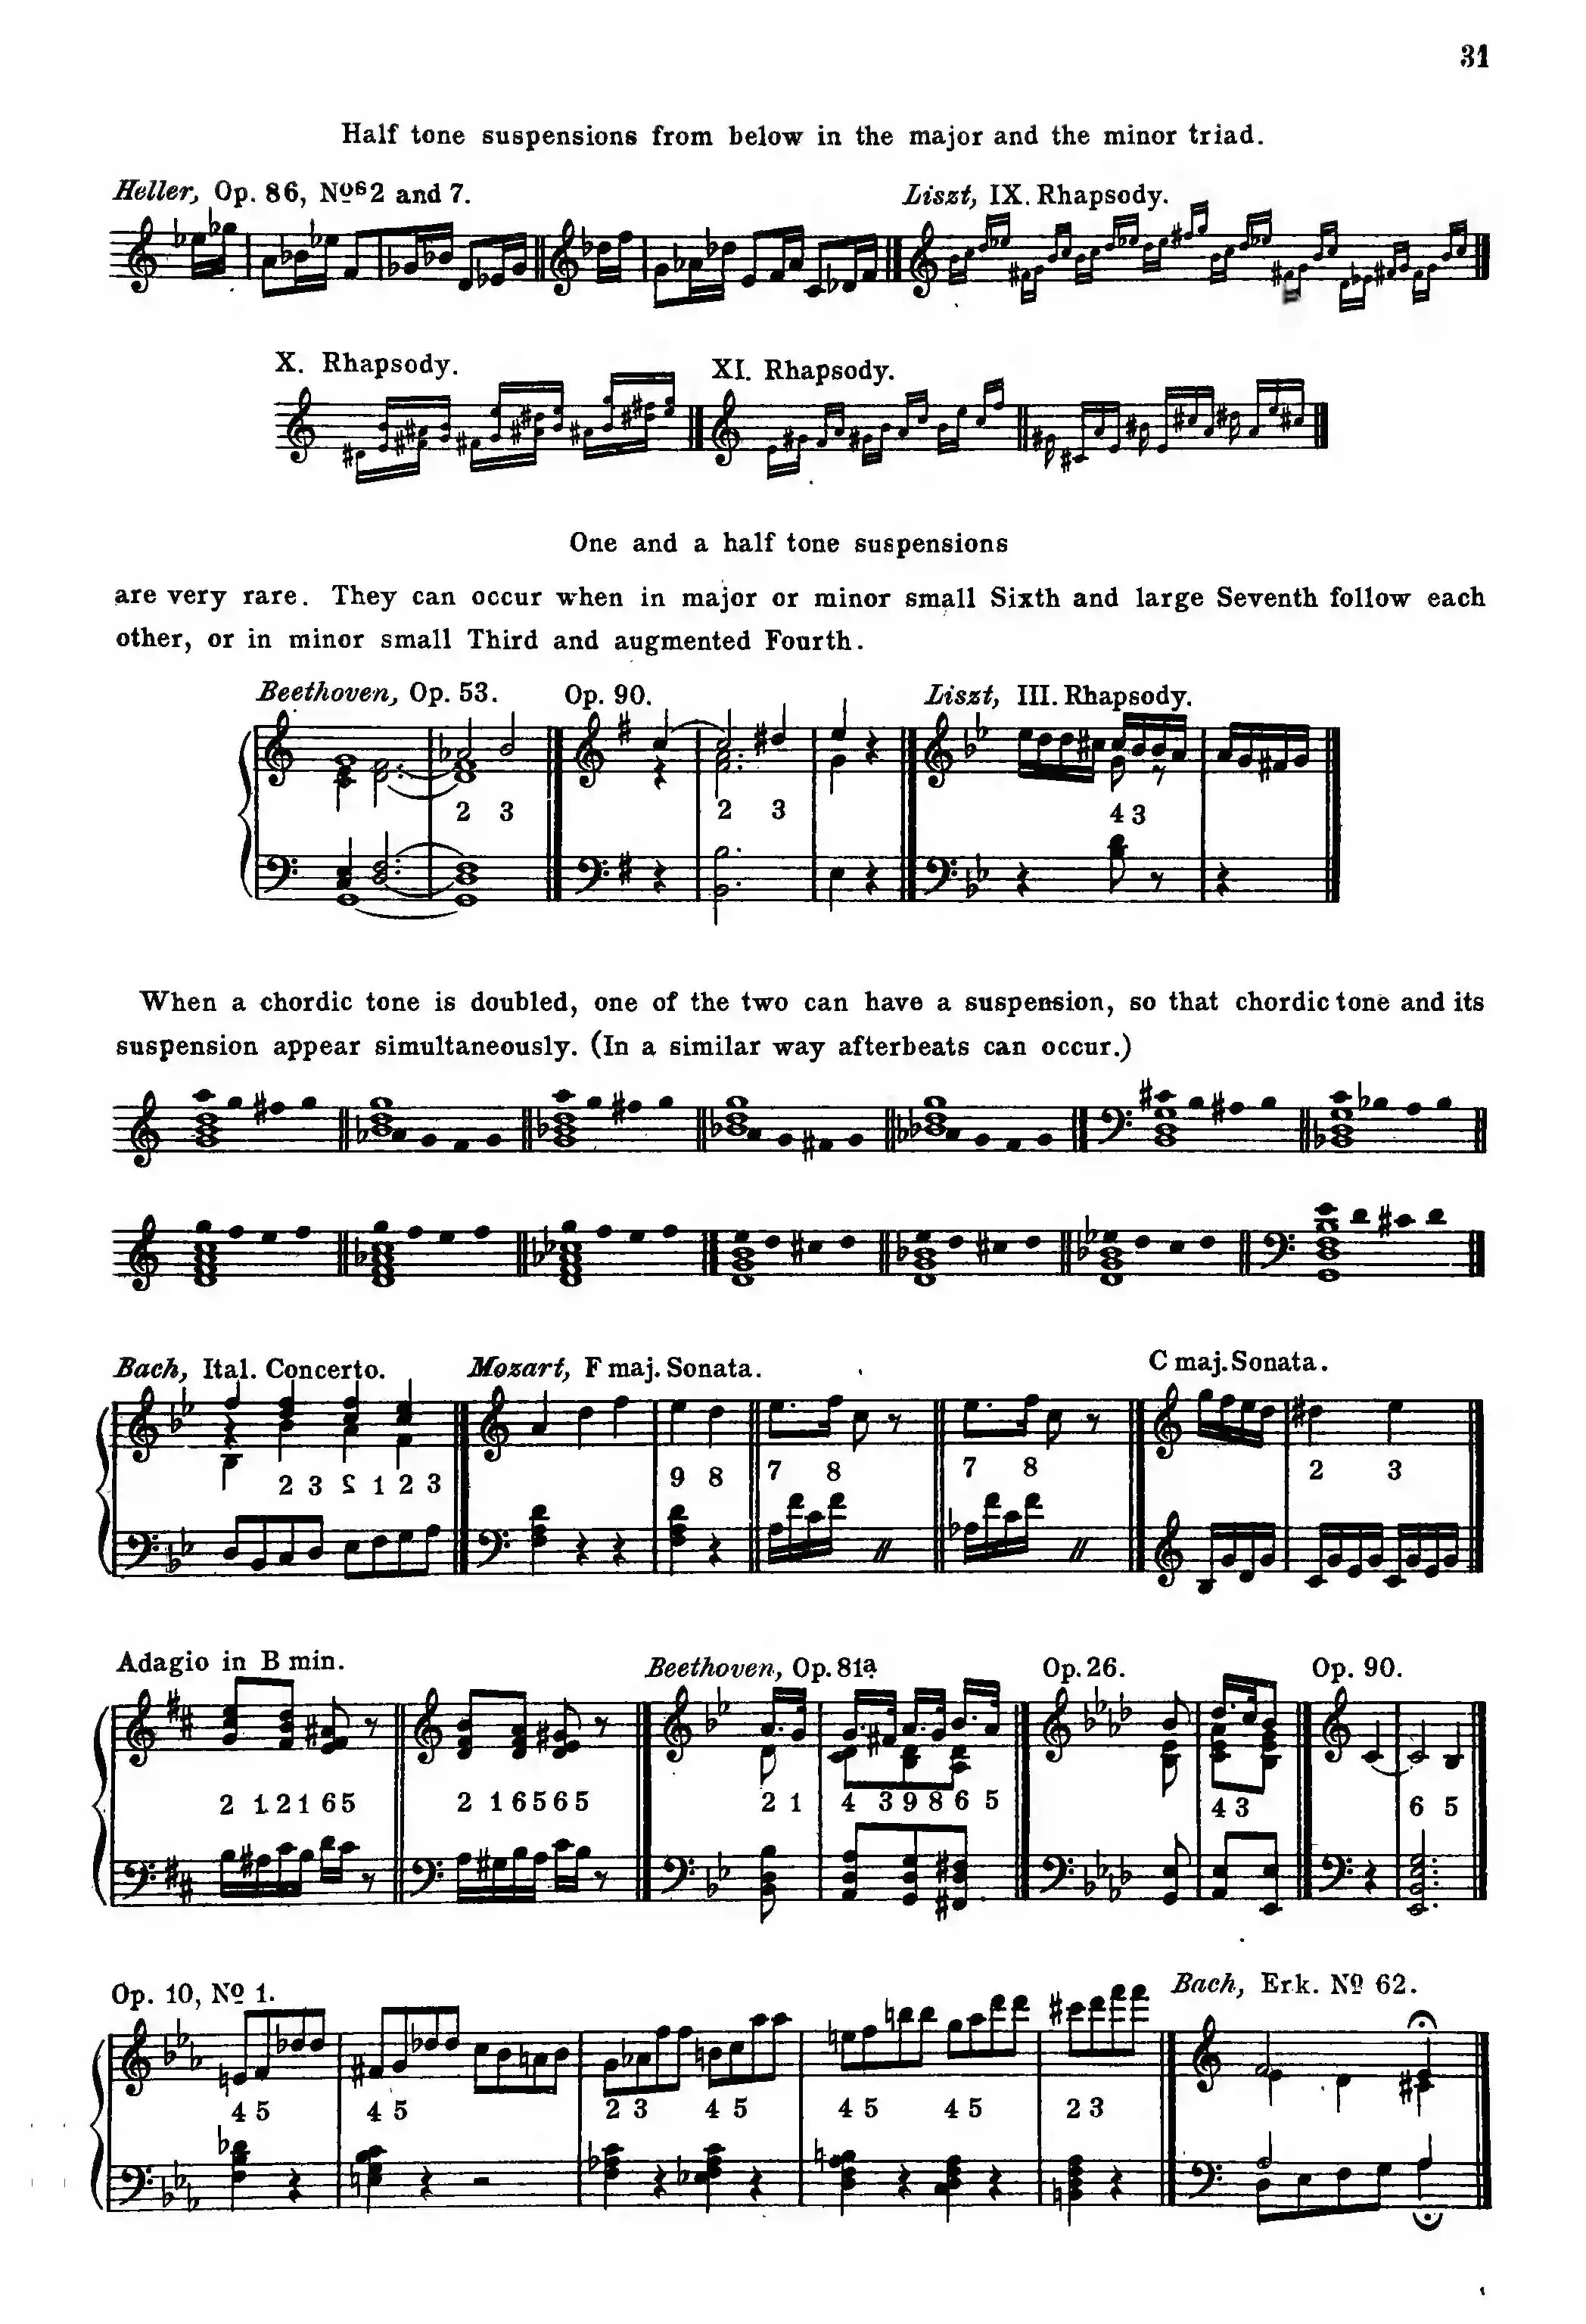 31
Half tone suspensions from below in the major and the minor triad.
Heller, Op. 86, Nos 2 and 7. Liszt, IX. Rhapsody.
X. Rhapsody. XI. Rhapsody.
One and a half tone suspensions
are very rare. They can occur when in major or minor small Sixth and large Seventh follow each
other, or in minor small Third and augmented Fourth.
Beethoven, Op. 53. Op. 90. Liszt, III. Rhapsody.
2 3 2 3 4 3
When a chordic tone is doubled, one of the two can have a suspension, so that chordic tone and its
suspension appear simultaneously. (In a similar way afterbeats can occur.)
Bach, Ital. Concerto. Mozart, F maj. Sonata. C maj. Sonata.
2 3 2 1 2 3 9 8 7 8 7 8 2 3
Adagio in B min. Beethoven, Op. 81a Op. 26. Op. 90.
2 1 2 1 6 5 2 1 6 5 6 5 2 1 4 3 9 8 6 5 4 3 6 5
Op. 10, No 1. Bach, Erk. No 62.
4 5 4 5 2 3 4 5 4 5 4 5 2 3